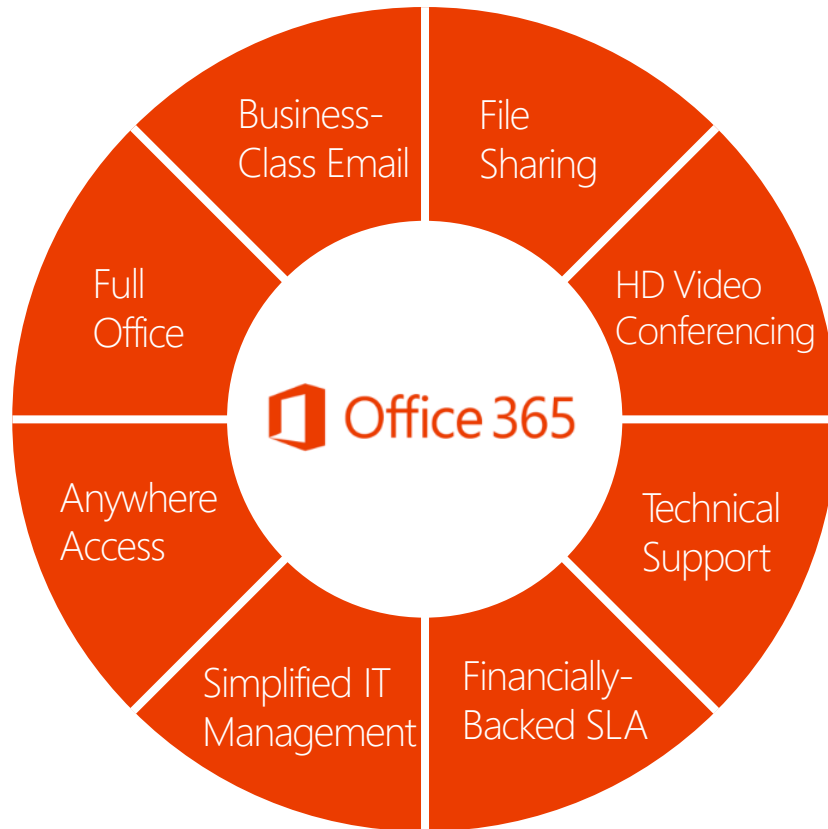 Business-
Class Email
File
Sharing
HD Video
Conferencing
Technical
Support
Financially-
Backed SLA
Simplified IT
Management
Anywhere
Access
Full
Office
Office 365